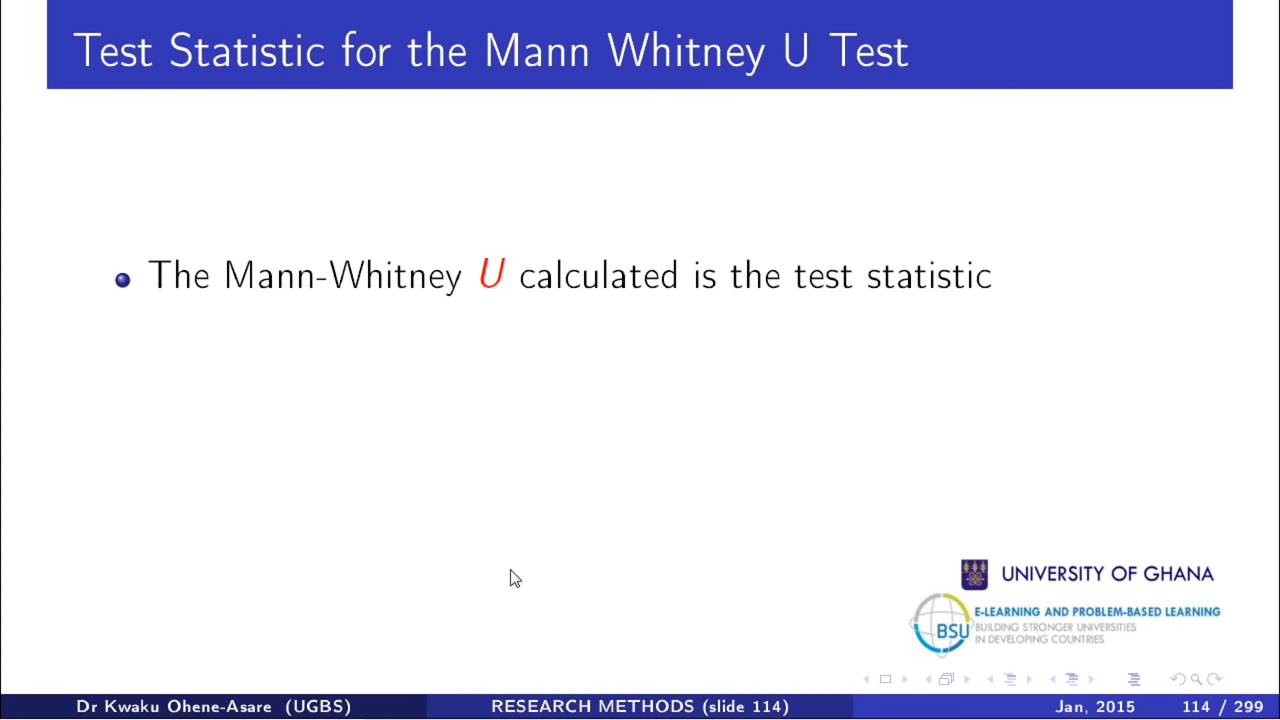 Test Statistic for the Mann Whitney U Test
The Mann-Whitney U calculated is the test statistic
UNIVERSITY OF GHANA
E-LEARNING AND PROBLEM-BASED LEARNING
BSU
BUILDING STRONGER UNIVERSITIES
IN DEVELOPING COUNTRIES
Dr Kwaku Ohene-Asare (UGBS)
RESEARCH METHODS (slide 114)
Jan, 2015
114 / 299